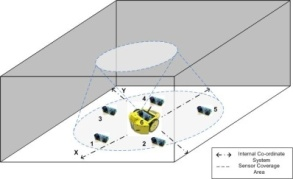 Y
4
5
3
1
2
X
Internal Co-ordinate
System
Sensor Coverage
Area